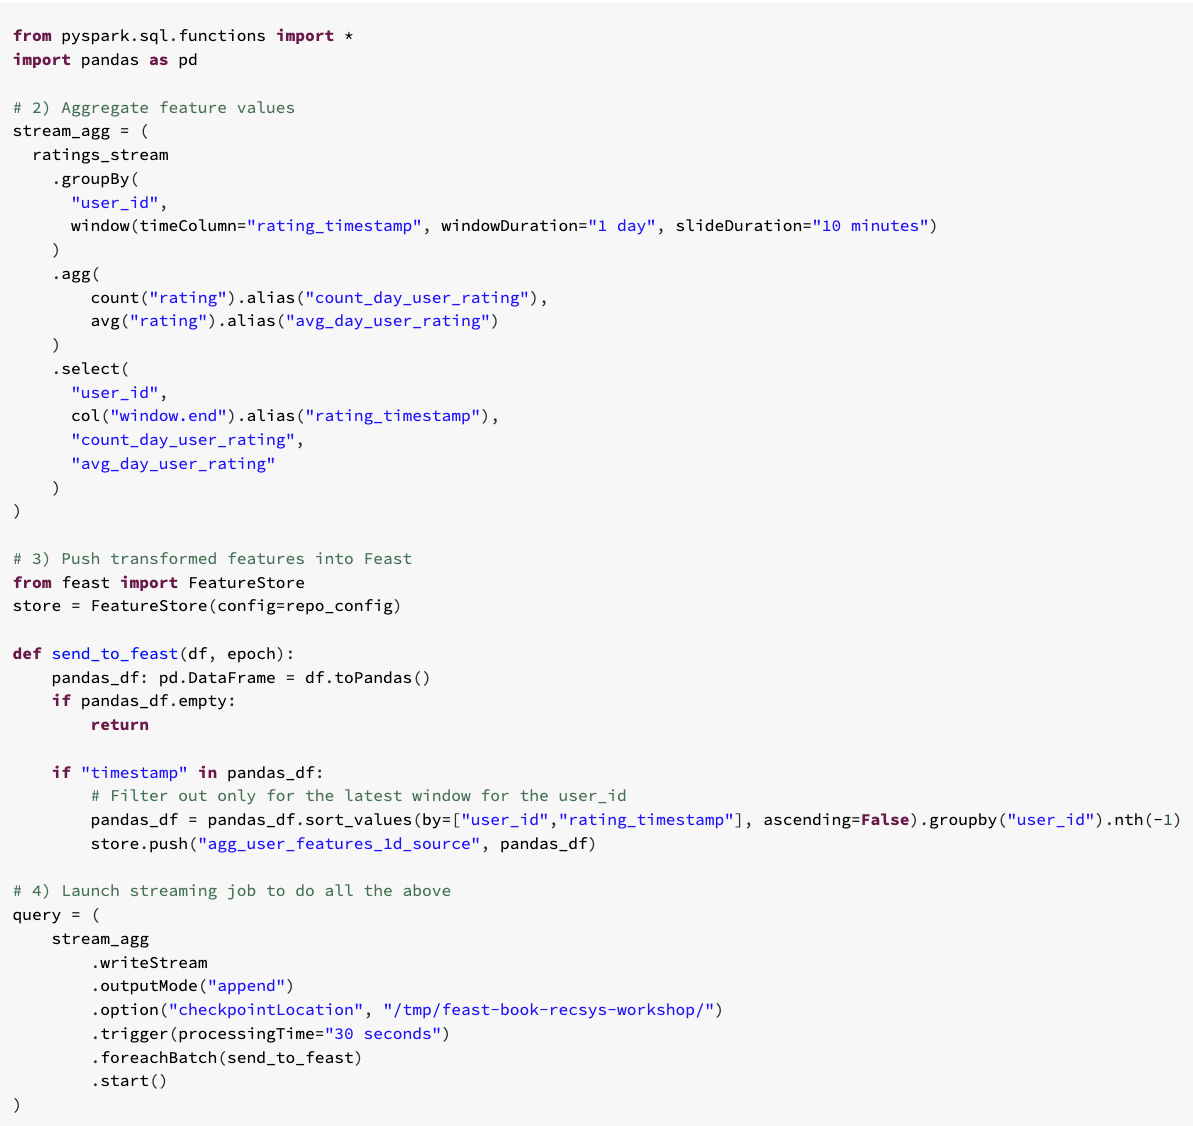 from pyspark.sql.functions import *
import pandas as pd

# 2) Aggregate feature values
stream_agg = (
  ratings_stream
    .groupBy(
      "user_id",
      window(timeColumn="rating_timestamp", windowDuration="1 day", slideDuration="10 minutes")
    )
    .agg(
        count("rating").alias("count_day_user_rating"),
        avg("rating").alias("avg_day_user_rating")
    )
    .select(
      "user_id",
      col("window.end").alias("rating_timestamp"),
      "count_day_user_rating",
      "avg_day_user_rating"
    )
)

# 3) Push transformed features into Feast
from feast import FeatureStore
store = FeatureStore(config=repo_config)

def send_to_feast(df, epoch):
    pandas_df: pd.DataFrame = df.toPandas()
    if pandas_df.empty:
        return

    if "timestamp" in pandas_df:
        # Filter out only for the latest window for the user_id
        pandas_df = pandas_df.sort_values(by=["user_id","rating_timestamp"], ascending=False).groupby("user_id").nth(-1)
        store.push("agg_user_features_1d_source", pandas_df)

# 4) Launch streaming job to do all the above
query = (
    stream_agg
        .writeStream
        .outputMode("append")
        .option("checkpointLocation", "/tmp/feast-book-recsys-workshop/")
        .trigger(processingTime="30 seconds")
        .foreachBatch(send_to_feast)
        .start()
)